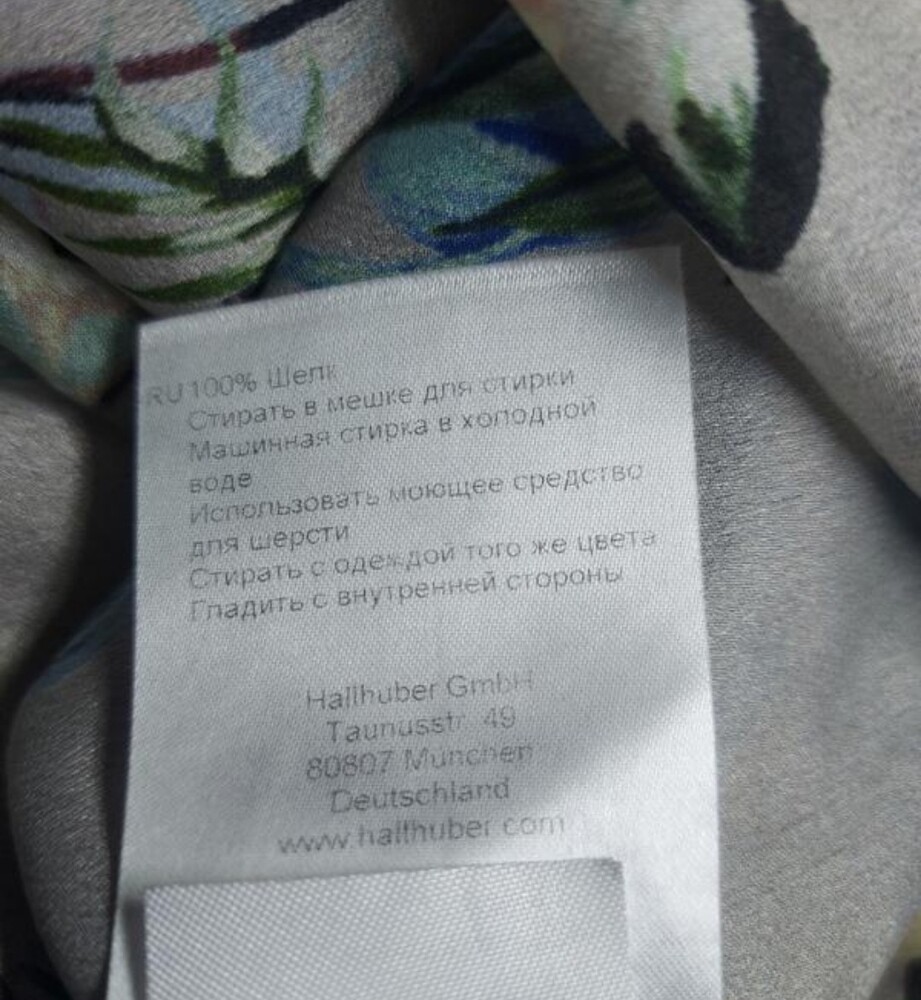 RU 100% Шелк
Стирать в мешке для стирки
Машинная стирка в холодной
воде
Использовать моющее средство
для шерсти
Стирать с одеждой того же цвета
Гладить с внутренней стороны
Hallhuber GmbH
Taunusstr. 49
80807 München
Deutschland
www.hallhuber.com